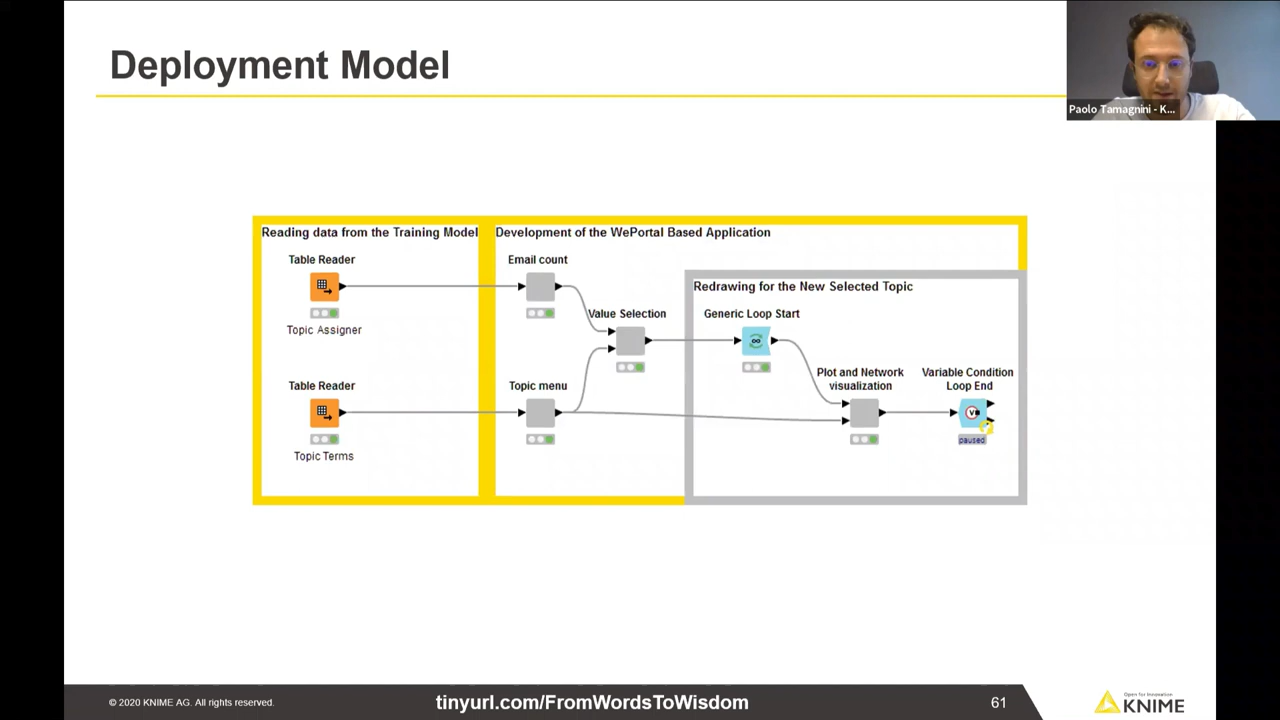 Deployment Model
Paolo Tamagnini - K...
Reading data from the Training Model
Development of the WePortal Based Application
Table Reader
Email count
Redrawing for the New Selected Topic
Value Selection
Generic Loop Start
Topic Assigner
Plot and Network
visualization
Variable Condition
Loop End
Table Reader
Topic menu
paused
Topic Terms
© 2020 KNIME AG. All rights reserved.
tinyurl.com/FromWordsToWisdom
61
Open for Innovation
KNIME